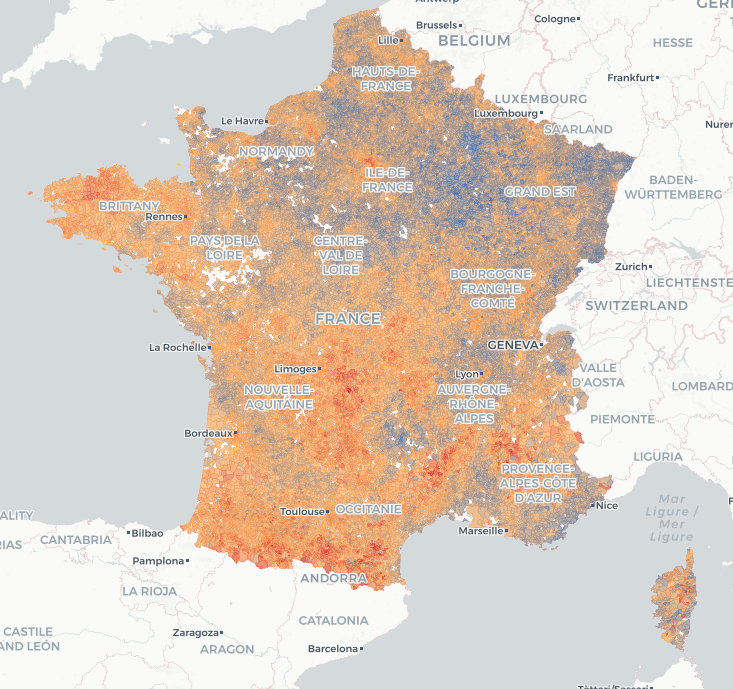 Antwerp
Brussels
Cologne
GERI
Lille
BELGIUM
HESSE
HAUTS-DE-
FRANCE
Frankfurt
LUXEMBOURG
Luxembourg
Le Havre
SAARLAND
Nurer
NORMANDY
ILE-DE-
FRANCE
BADEN-
WÜRTTEMBERG
GRAND EST
BRITTANY
Rennes
PAYS DE LA
LOIRE
CENTRE-
VAL DE
LOIRE
Zurich
BOURGOGNE-
FRANCHE-
COMTÉ
LIECHTENSTE
SWITZERLAND
FRANCE
La Rochelle
GENEVA
Limoges
Lyon
VALLE
D'AOSTA
LOMBARD
NOUVELLE-
AQUITAINE
AUVERGNE-
RHÔNE-
ALPES
PIEMONTE
Bordeaux
LIGURIA
PROVENCE-
ALPES-CÔTE
D'AZUR
Mar
Ligure /
Mer
Ligure
Nice
Toulouse
OCCITANIE
ALITY
Marseille
Bilbao
CANTABRIA
RIAS
Pamplona
ANDORRA
LA RIOJA
CATALONIA
CASTILE
AND LEÓN
Zaragoza
ARAGON
Barcelona
Tàttari/Sassari